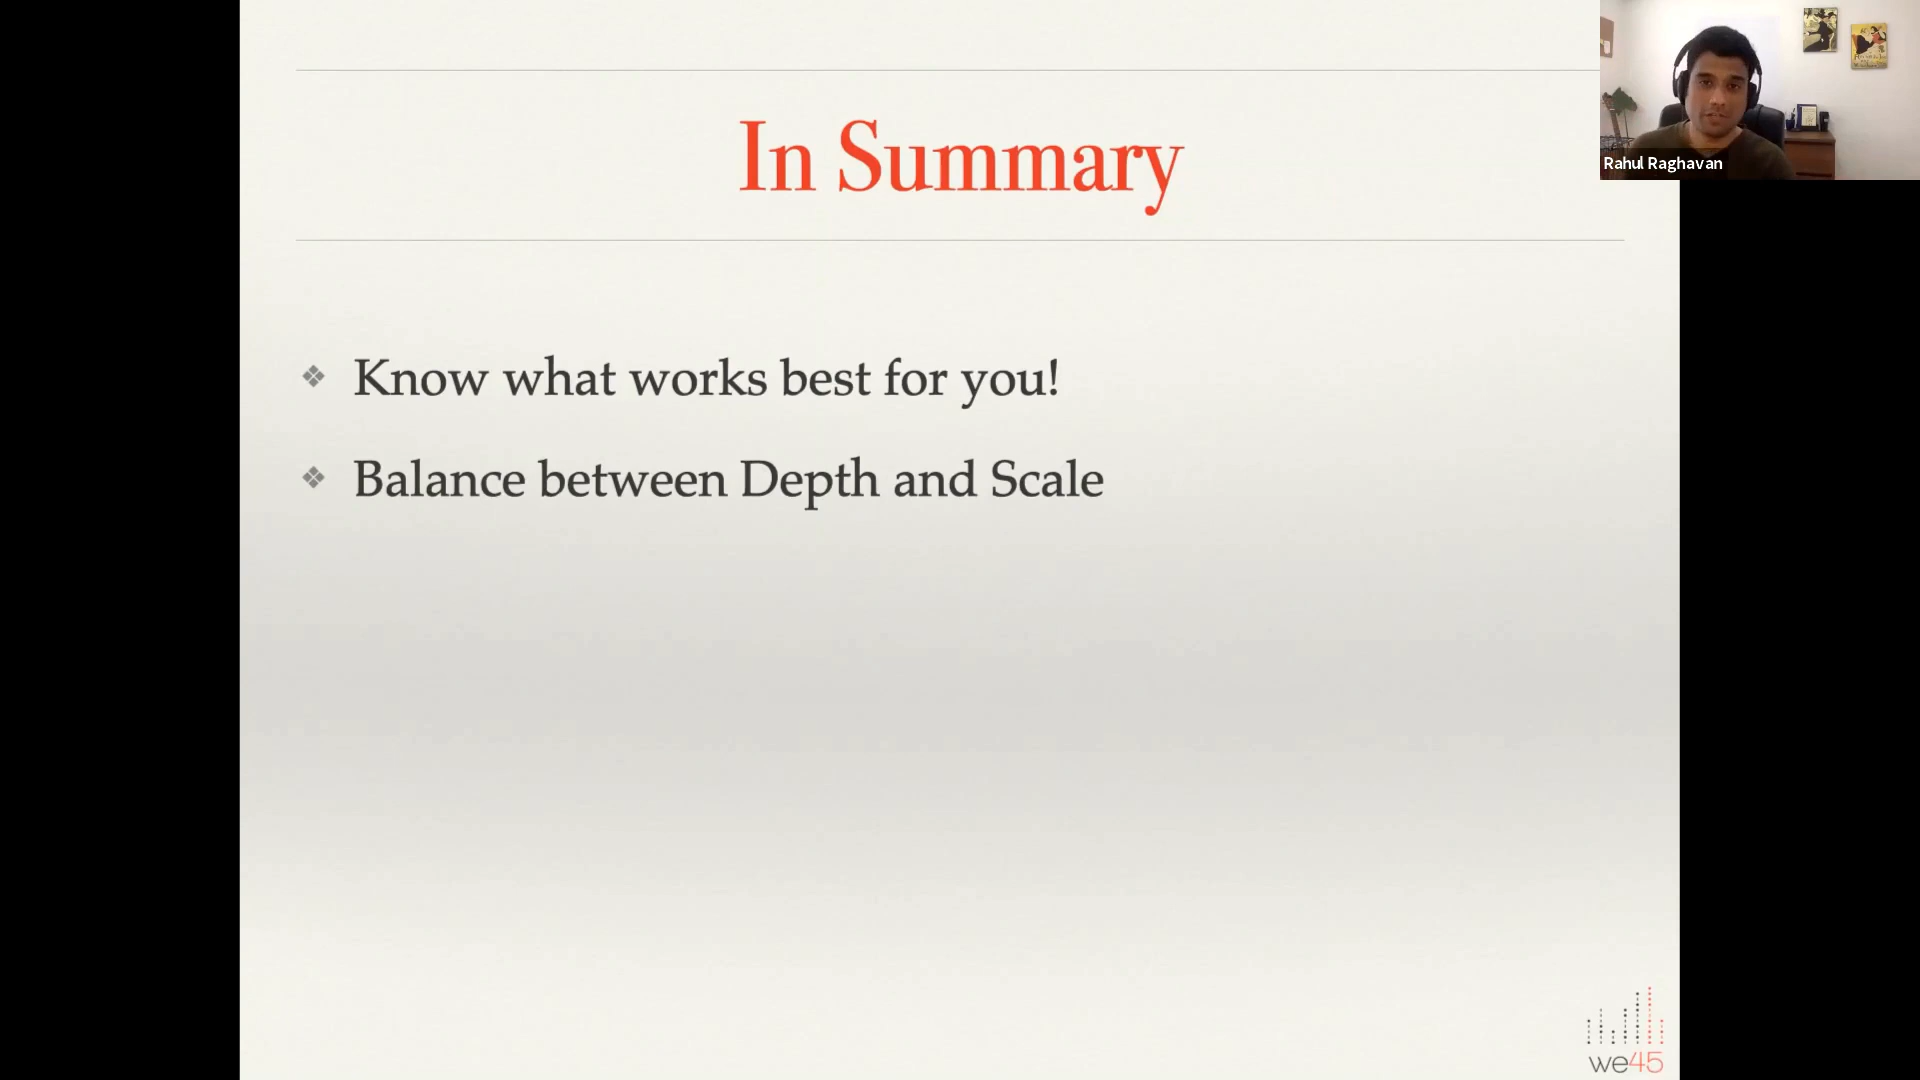 In Summary
Rahul Raghavan
❖ Know what works best for you!
❖ Balance between Depth and Scale
we45